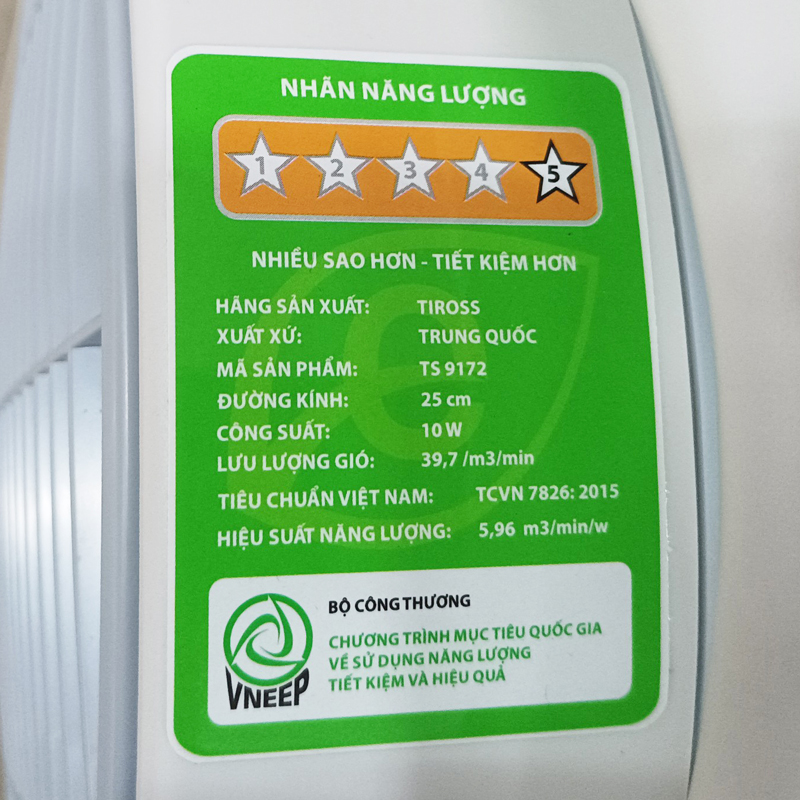 NHÃN NĂNG LƯỢNG
1 2 3 4 5
NHIỀU SAO HƠN - TIẾT KIỆM HƠN
HÃNG SẢN XUẤT: TIROSS
XUẤT XỨ: TRUNG QUỐC
MÃ SẢN PHẨM: TS 9172
ĐƯỜNG KÍNH: 25 cm
CÔNG SUẤT: 10 W
LƯU LƯỢNG GIÓ: 39,7 /m3/min
TIÊU CHUẨN VIỆT NAM: TCVN 7826: 2015
HIỆU SUẤT NĂNG LƯỢNG: 5,96 m3/min/w
BỘ CÔNG THƯƠNG
CHƯƠNG TRÌNH MỤC TIÊU QUỐC GIA
VỀ SỬ DỤNG NĂNG LƯỢNG
TIẾT KIỆM VÀ HIỆU QUẢ
VNEEP